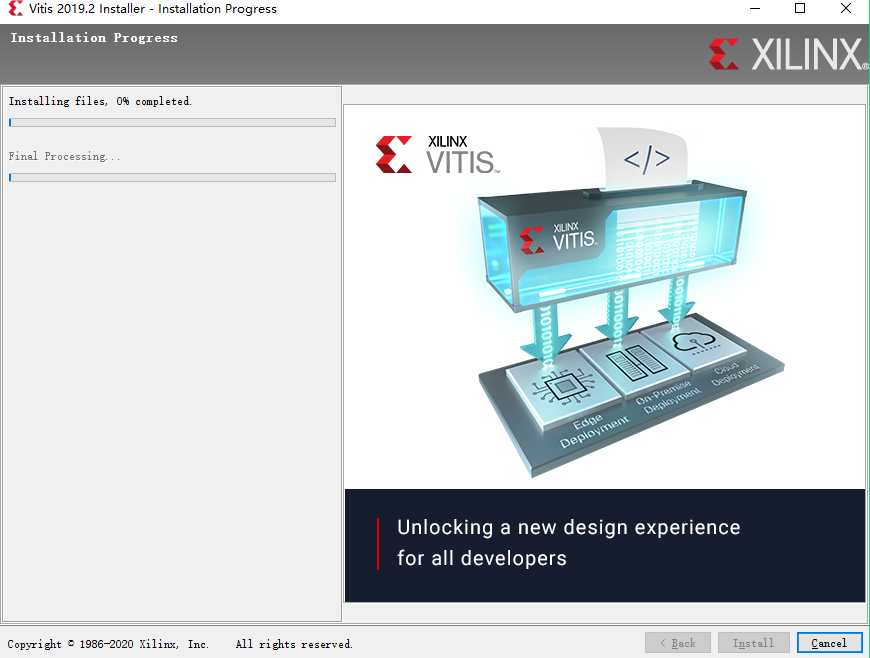 Vitis 2019.2 Installer - Installation Progress
Installation Progress
XILINX®
Installing files, 0% completed.
Final Processing...
XILINX
VITIS™
</>
XILINX
VITIS
Edge
Deployment
On-Premise
Deployment
Cloud
Deployment
Unlocking a new design experience
for all developers
Copyright © 1986-2020 Xilinx, Inc. All rights reserved.
< Back
Install
Cancel